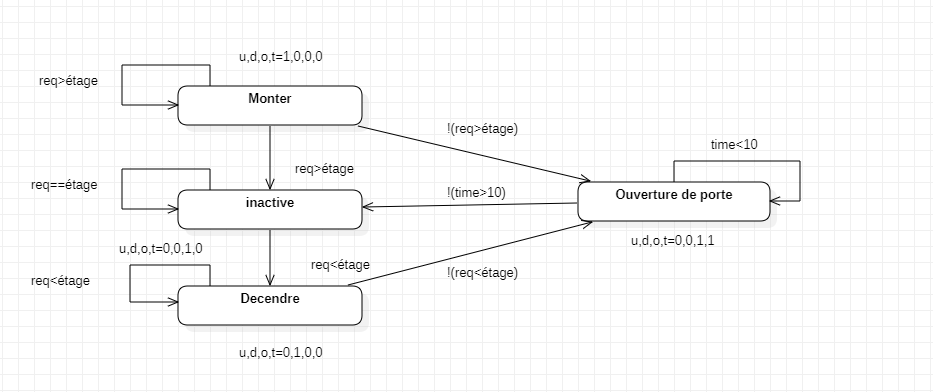 u,d,o,t=1,0,0,0
req>étage
Monter
!(req>étage)
time<10
req>étage
req==étage
inactive
!(time>10)
Ouverture de porte
u,d,o,t=0,0,1,1
u,d,o,t=0,0,1,0
req<étage
!(req<étage)
req<étage
Decendre
u,d,o,t=0,1,0,0